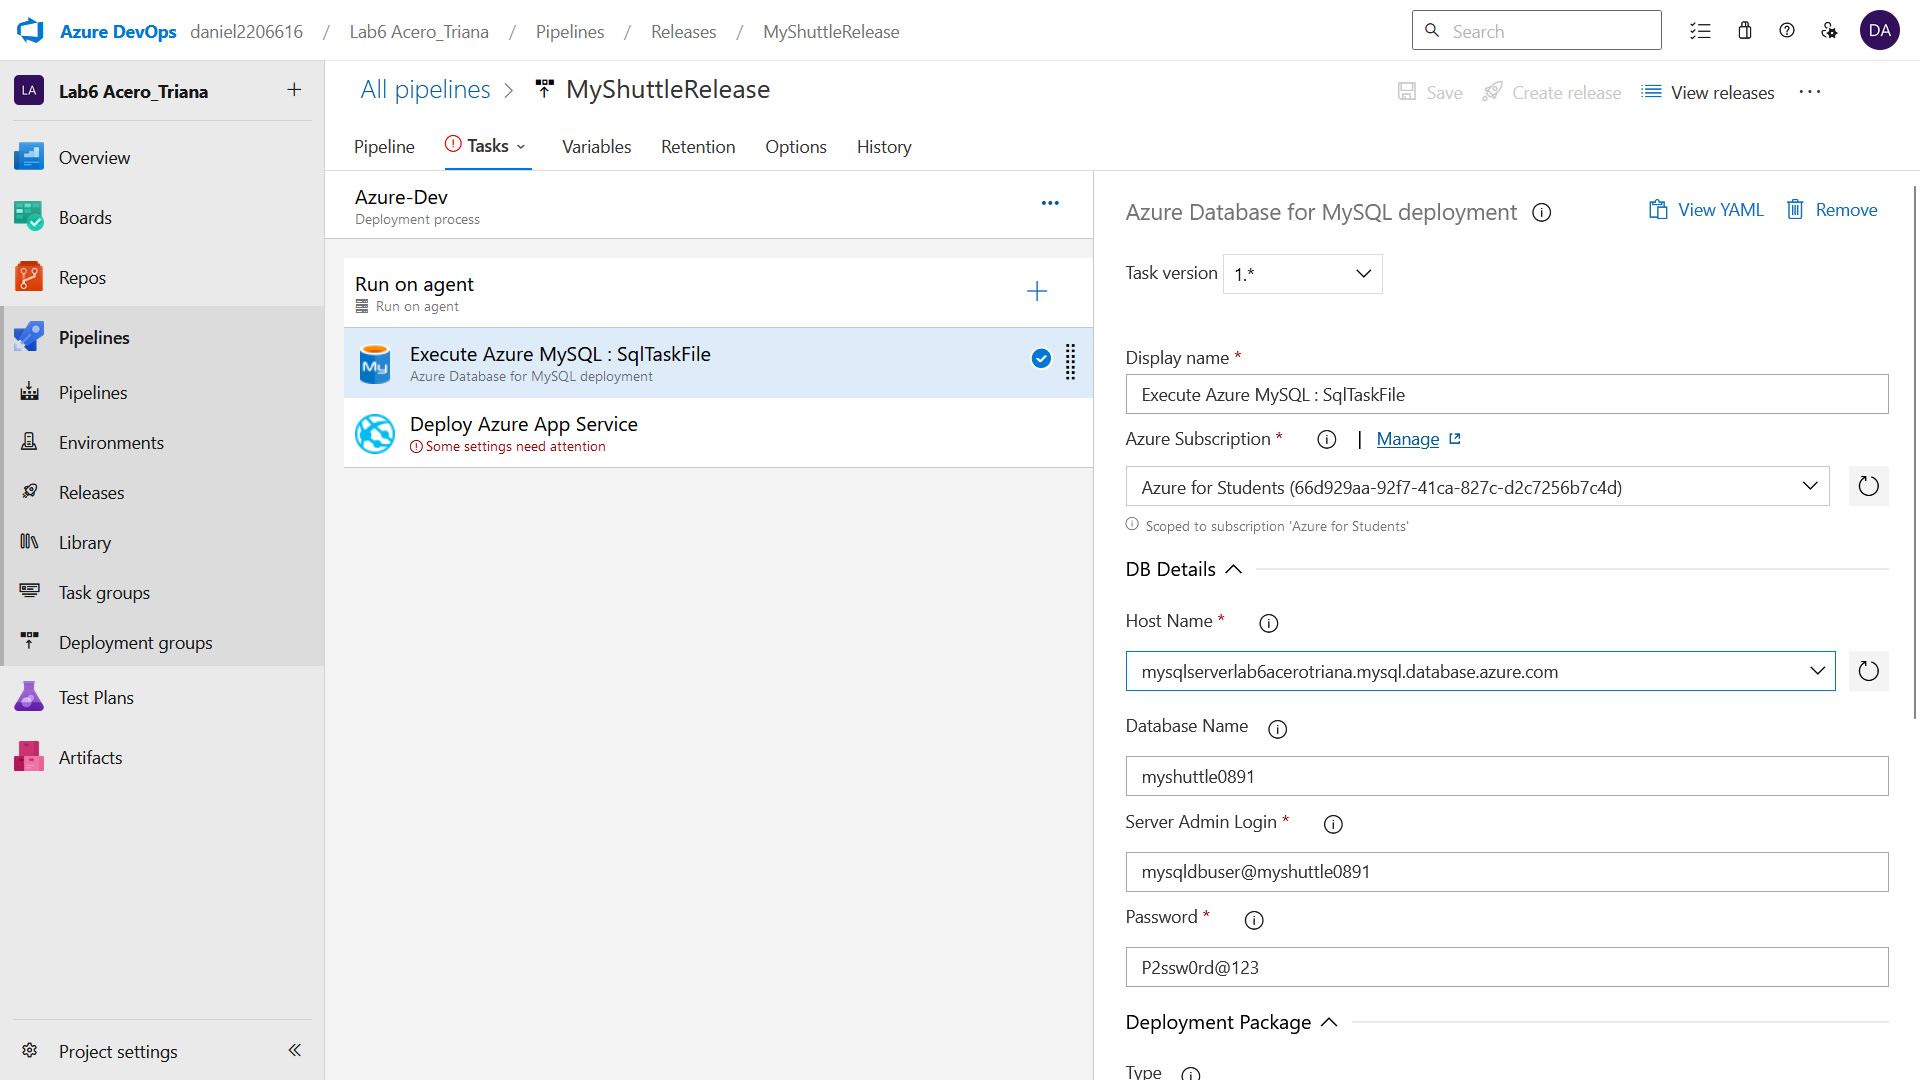 Azure DevOps daniel2206616 / Lab6 Acero_Triana / Pipelines / Releases / MyShuttleRelease
Search
DA
LA Lab6 Acero_Triana +
Overview
Boards
Repos
Pipelines
Pipelines
Environments
Releases
Library
Task groups
Deployment groups
Test Plans
Artifacts
Project settings
All pipelines > MyShuttleRelease
Save Create release View releases ...
Pipeline Tasks Variables Retention Options History
Azure-Dev
Deployment process
Run on agent
Run on agent
My
Execute Azure MySQL : SqlTaskFile
Azure Database for MySQL deployment
Deploy Azure App Service
Some settings need attention
Azure Database for MySQL deployment
View YAML Remove
Task version 1.*
Display name *
Execute Azure MySQL : SqlTaskFile
Azure Subscription * | Manage
Azure for Students (66d929aa-92f7-41ca-827c-d2c7256b7c4d)
Scoped to subscription 'Azure for Students'
DB Details
Host Name *
mysqlserverlab6acerotriana.mysql.database.azure.com
Database Name
myshuttle0891
Server Admin Login *
mysqldbuser@myshuttle0891
Password *
P2ssw0rd@123
Deployment Package
Type